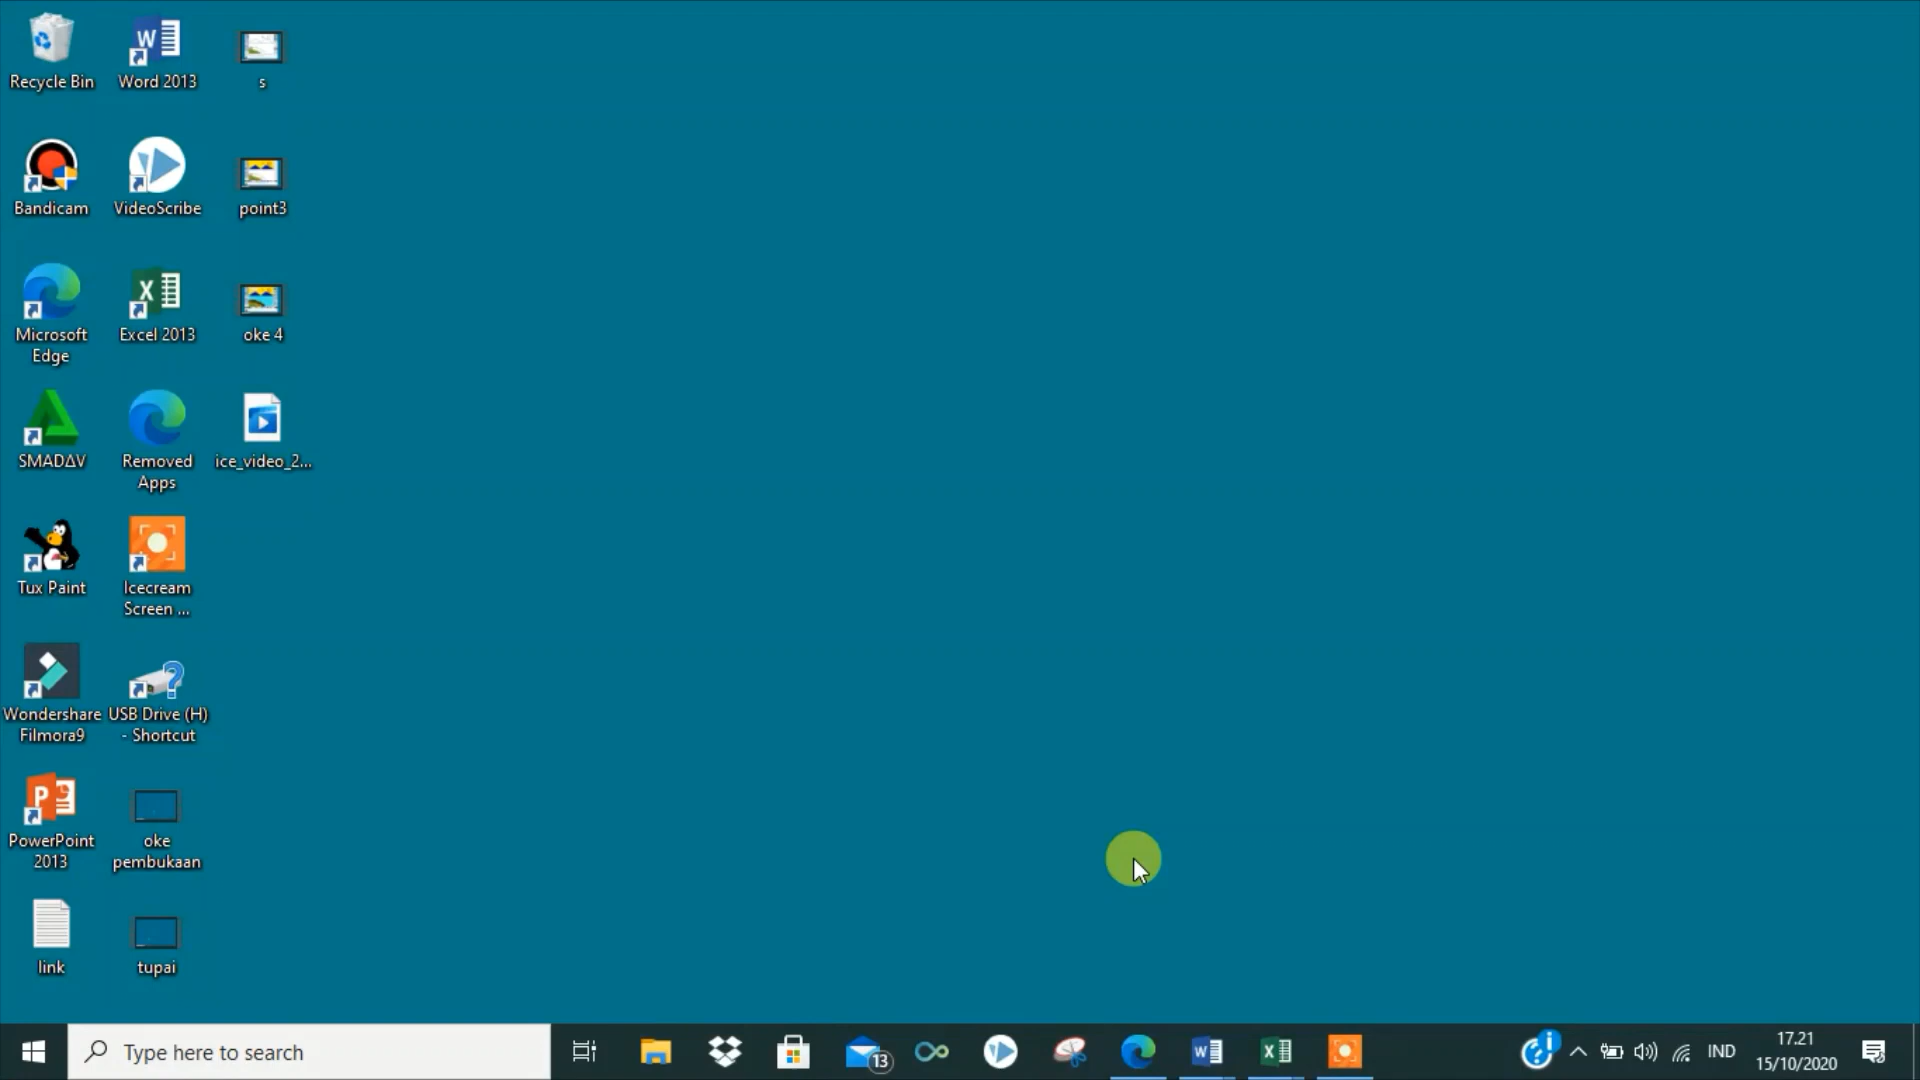 Recycle Bin
Word 2013
s
Bandicam
VideoScribe
point3
Microsoft
Edge
Excel 2013
oke 4
SMADΔV
Removed
Apps
ice_video_2...
Tux Paint
Icecream
Screen ...
Wondershare
Filmora9
USB Drive (H)
- Shortcut
PowerPoint
2013
oke
pembukaan
link
tupai
Type here to search
13
IND
17.21
15/10/2020